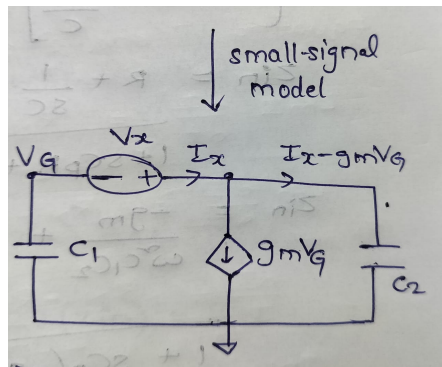 small-signal
model
Vx
VG
Ix
Ix-gmVG
- +
C1
gmVG
C2